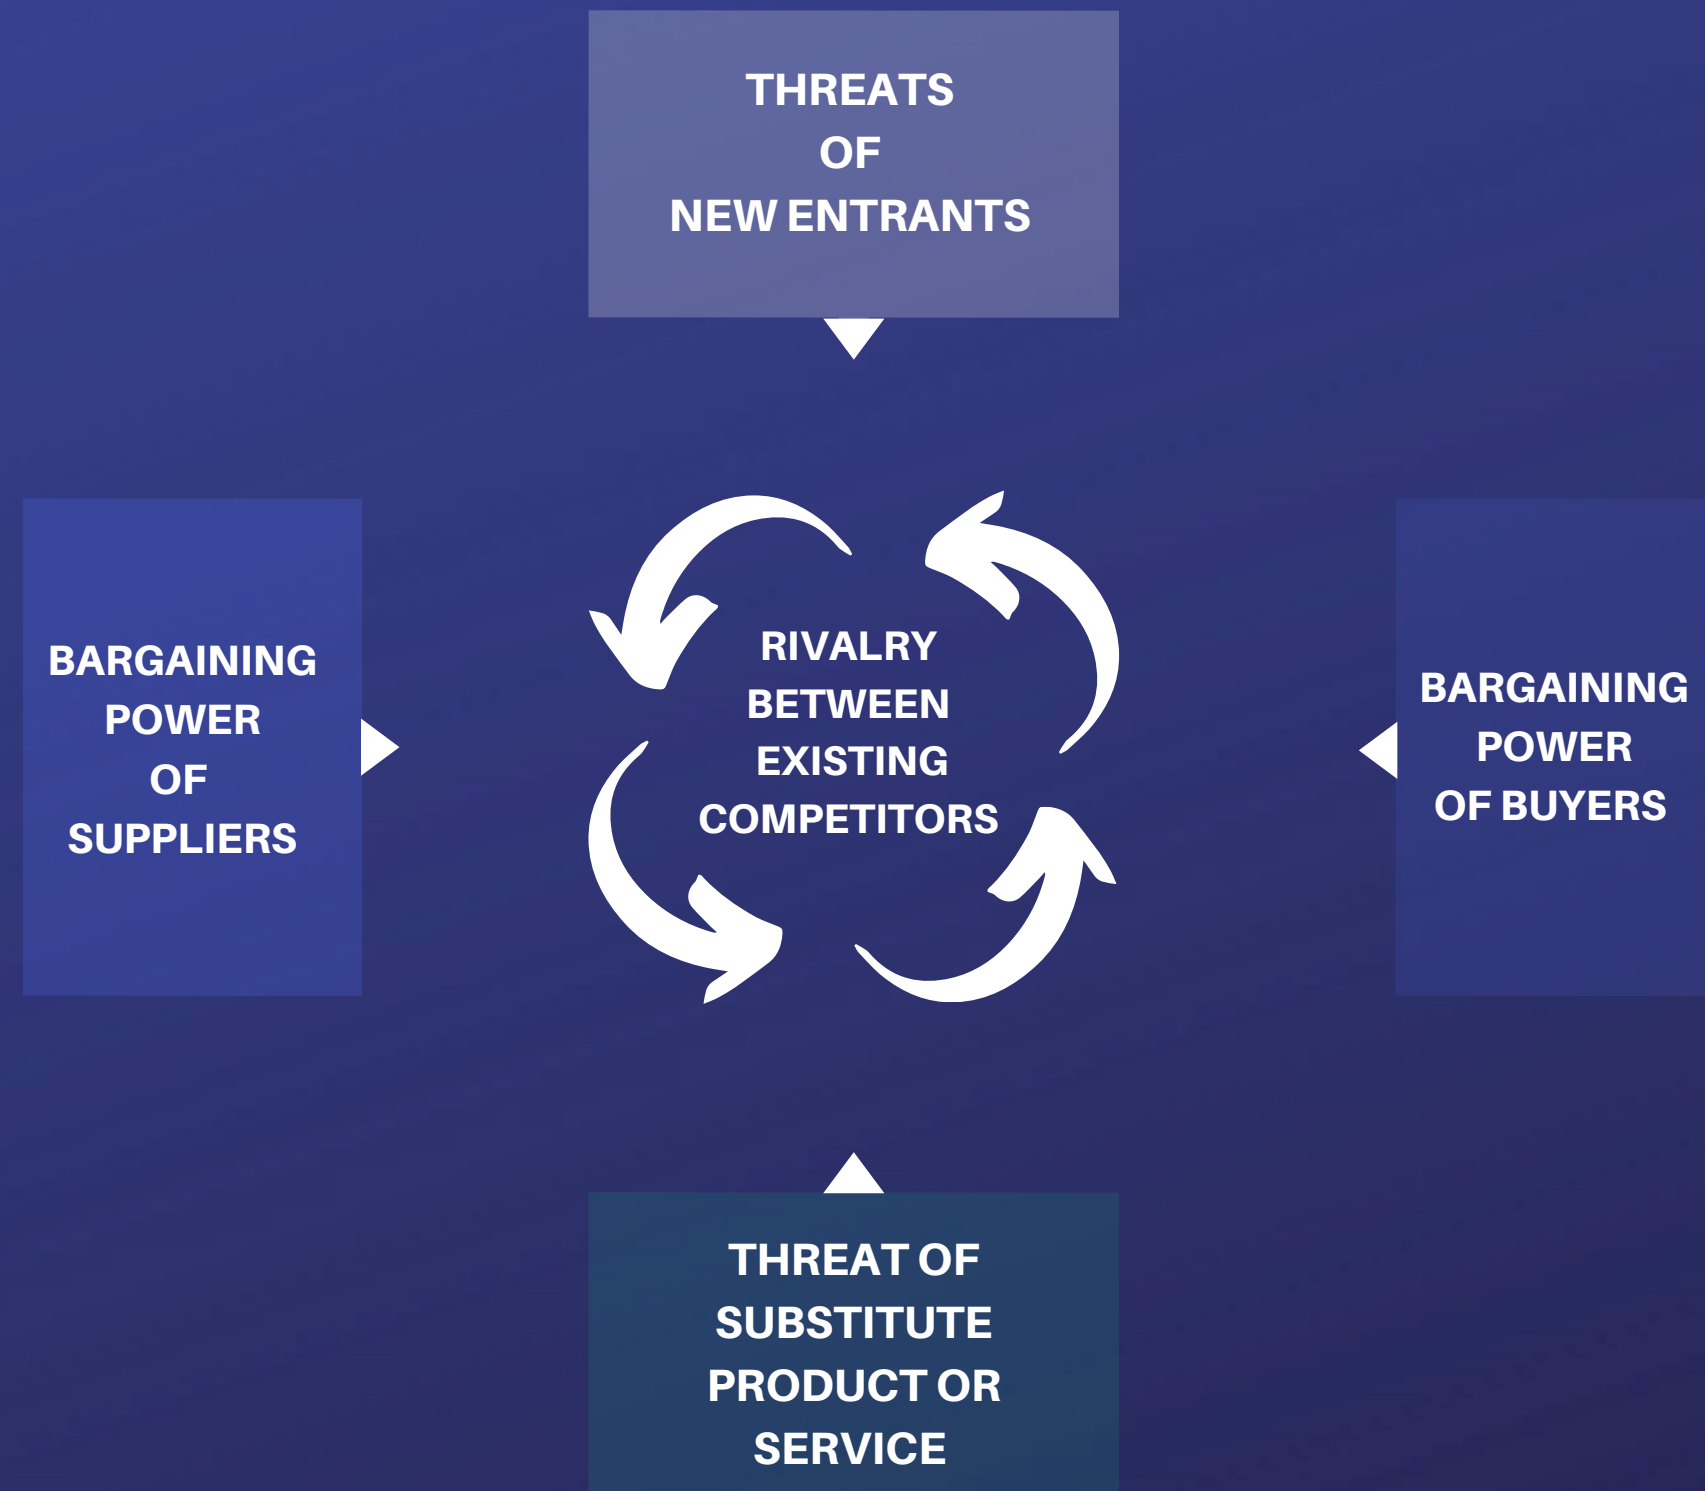 THREATS
OF
NEW ENTRANTS
BARGAINING
POWER
OF
SUPPLIERS
RIVALRY
BETWEEN
EXISTING
COMPETITORS
BARGAINING
POWER
OF BUYERS
THREAT OF
SUBSTITUTE
PRODUCT OR
SERVICE